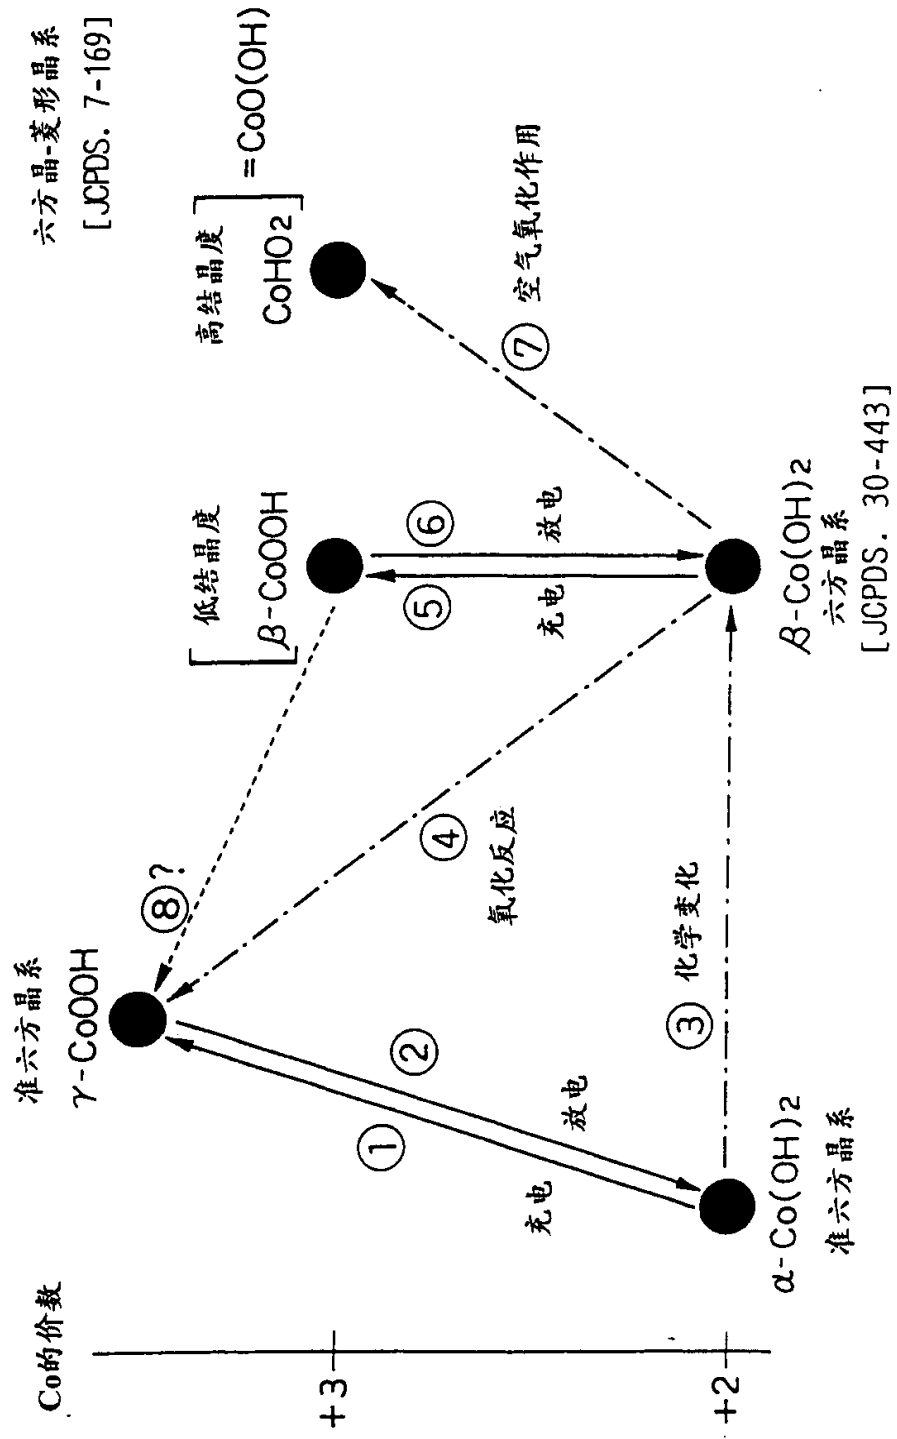 Co的价数
+3
+2
准六方晶系
γ-CoOOH
⑧?
低结晶度
β-CoOOH
高结晶度
CoHO2
=CoO(OH)
六方晶-菱形晶系
[JCPDS. 7-169]
①
充电
②
放电
③ 化学变化
④
氧化反应
⑤
充电
⑥
放电
⑦ 空气氧化作用
α-Co(OH)2
准六方晶系
β-Co(OH)2
六方晶系
[JCPDS. 30-443]